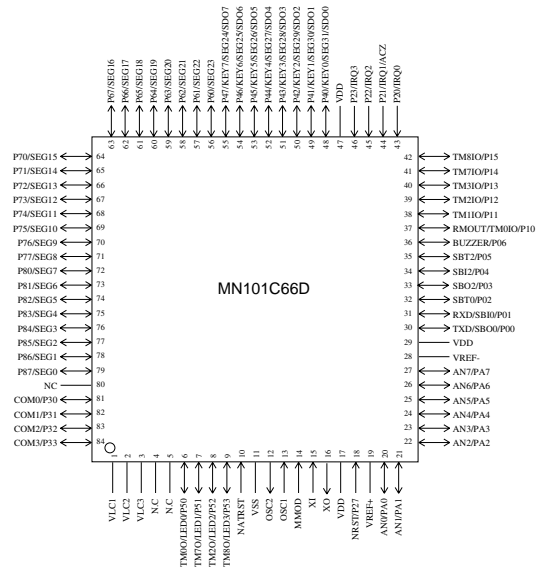 P67/SEG16
P66/SEG17
P65/SEG18
P64/SEG19
P63/SEG20
P62/SEG21
P61/SEG22
P60/SEG23
P47/KEY7/SEG24/SDO7
P46/KEY6/SEG25/SDO6
P45/KEY5/SEG26/SDO5
P44/KEY4/SEG27/SDO4
P43/KEY3/SEG28/SDO3
P42/KEY2/SEG29/SDO2
P41/KEY1/SEG30/SDO1
P40/KEY0/SEG31/SDO0
VDD
P23/IRQ3
P22/IRQ2
P21/IRQ1/ACZ
P20/IRQ0
63 62 61 60 59 58 57 56 55 54 53 52 51 50 49 48 47 46 45 44 43
P70/SEG15 64 42 TM8IO/P15
P71/SEG14 65 41 TM7IO/P14
P72/SEG13 66 40 TM3IO/P13
P73/SEG12 67 39 TM2IO/P12
P74/SEG11 68 38 TM1IO/P11
P75/SEG10 69 37 RMOUT/TM0IO/P10
P76/SEG9 70 36 BUZZER/P06
P77/SEG8 71 35 SBT2/P05
P80/SEG7 72 34 SBI2/P04
P81/SEG6 73 33 SBO2/P03
P82/SEG5 74 32 SBT0/P02
P83/SEG4 75 31 RXD/SBI0/P01
P84/SEG3 76 30 TXD/SBO0/P00
P85/SEG2 77 29 VDD
P86/SEG1 78 28 VREF-
P87/SEG0 79 27 AN7/PA7
NC 80 26 AN6/PA6
COM0/P30 81 25 AN5/PA5
COM1/P31 82 24 AN4/PA4
COM2/P32 83 23 AN3/PA3
COM3/P33 84 22 AN2/PA2
MN101C66D
1 2 3 4 5 6 7 8 9 10 11 12 13 14 15 16 17 18 19 20 21
VLC1
VLC2
VLC3
N.C
N.C
TM0O/LED0/P50
TM7O/LED1/P51
TM2O/LED2/P52
TM8O/LED3/P53
NATRST
VSS
OSC2
OSC1
MMOD
XI
XO
VDD
NRST/P27
VREF+
AN0/PA0
AN1/PA1